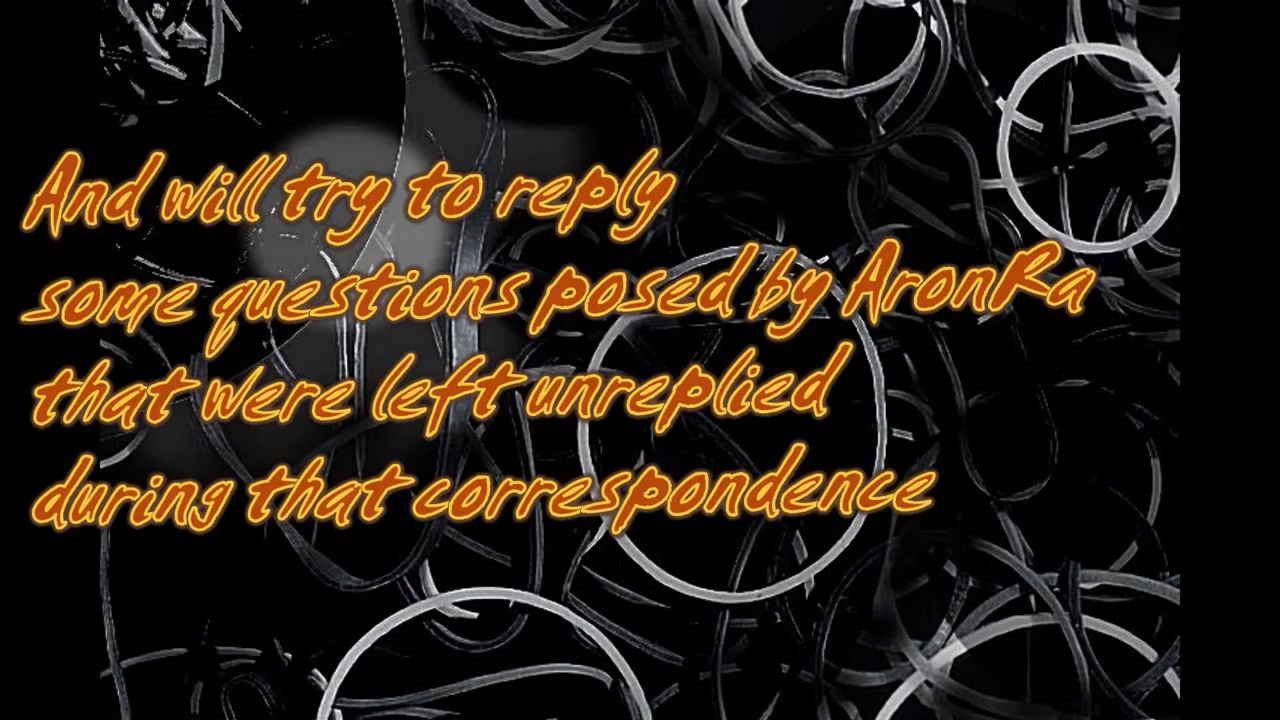 And will try to reply
some questions posed by AronRa
that were left unreplied
during that correspondence